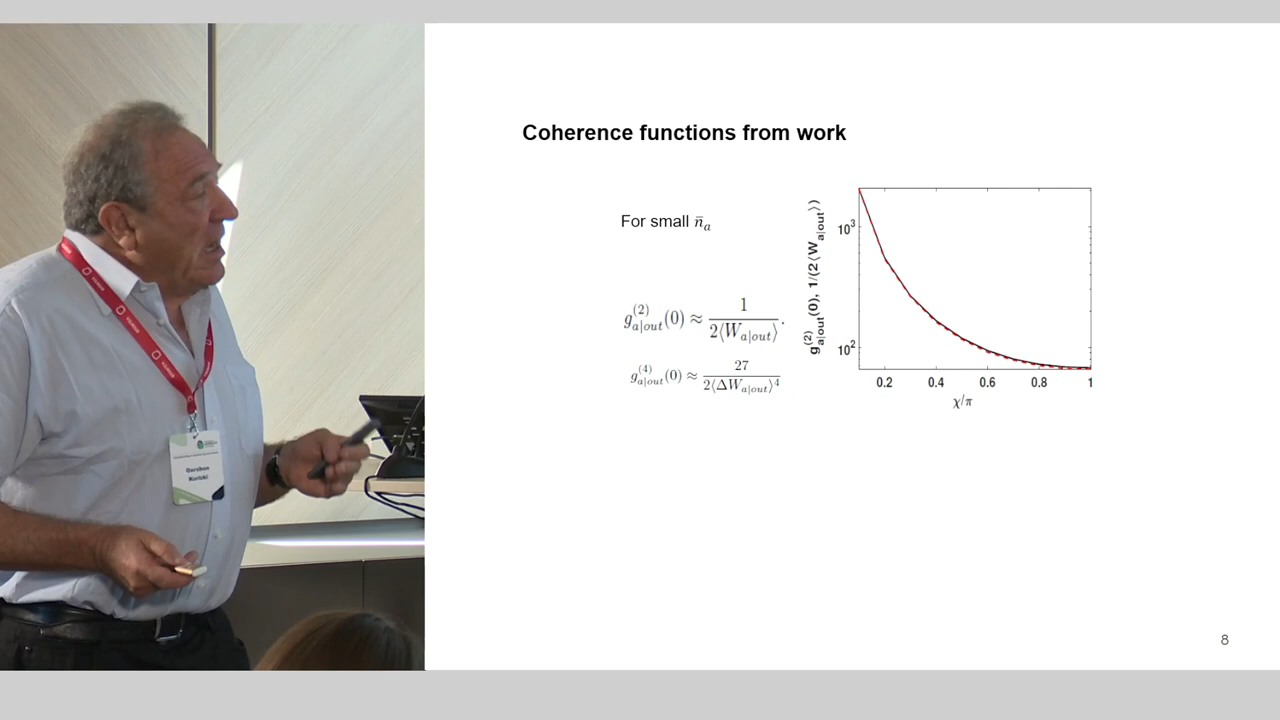 Coherence functions from work
For small n̄_a
g^{(2)}_{a|out}(0) ≈ 1/(2⟨W_{a|out}⟩).
g^{(4)}_{a|out}(0) ≈ 27/(2⟨ΔW_{a|out}⟩^4)
g^{(2)}_{a|out}(0), 1/(2⟨W_{a|out}⟩)
10^3
10^2
0.2 0.4 0.6 0.8 1
χ/π
Gershon
Kurizki
8